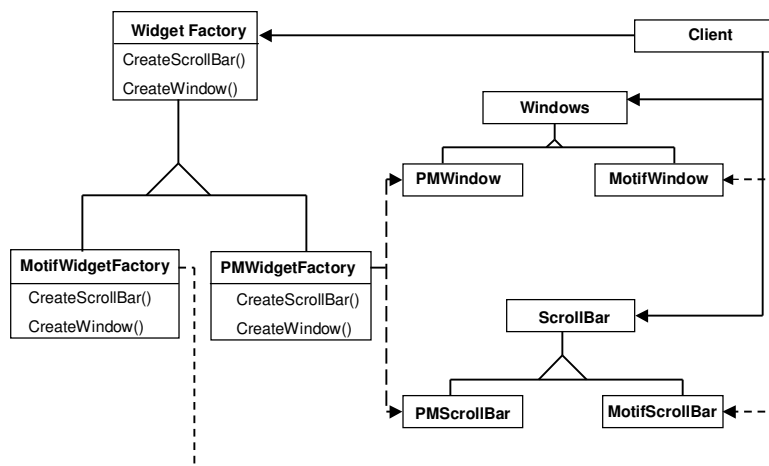 Widget Factory
CreateScrollBar()
CreateWindow()
Client
Windows
PMWindow
MotifWindow
MotifWidgetFactory
CreateScrollBar()
CreateWindow()
PMWidgetFactory
CreateScrollBar()
CreateWindow()
ScrollBar
PMScrollBar
MotifScrollBar